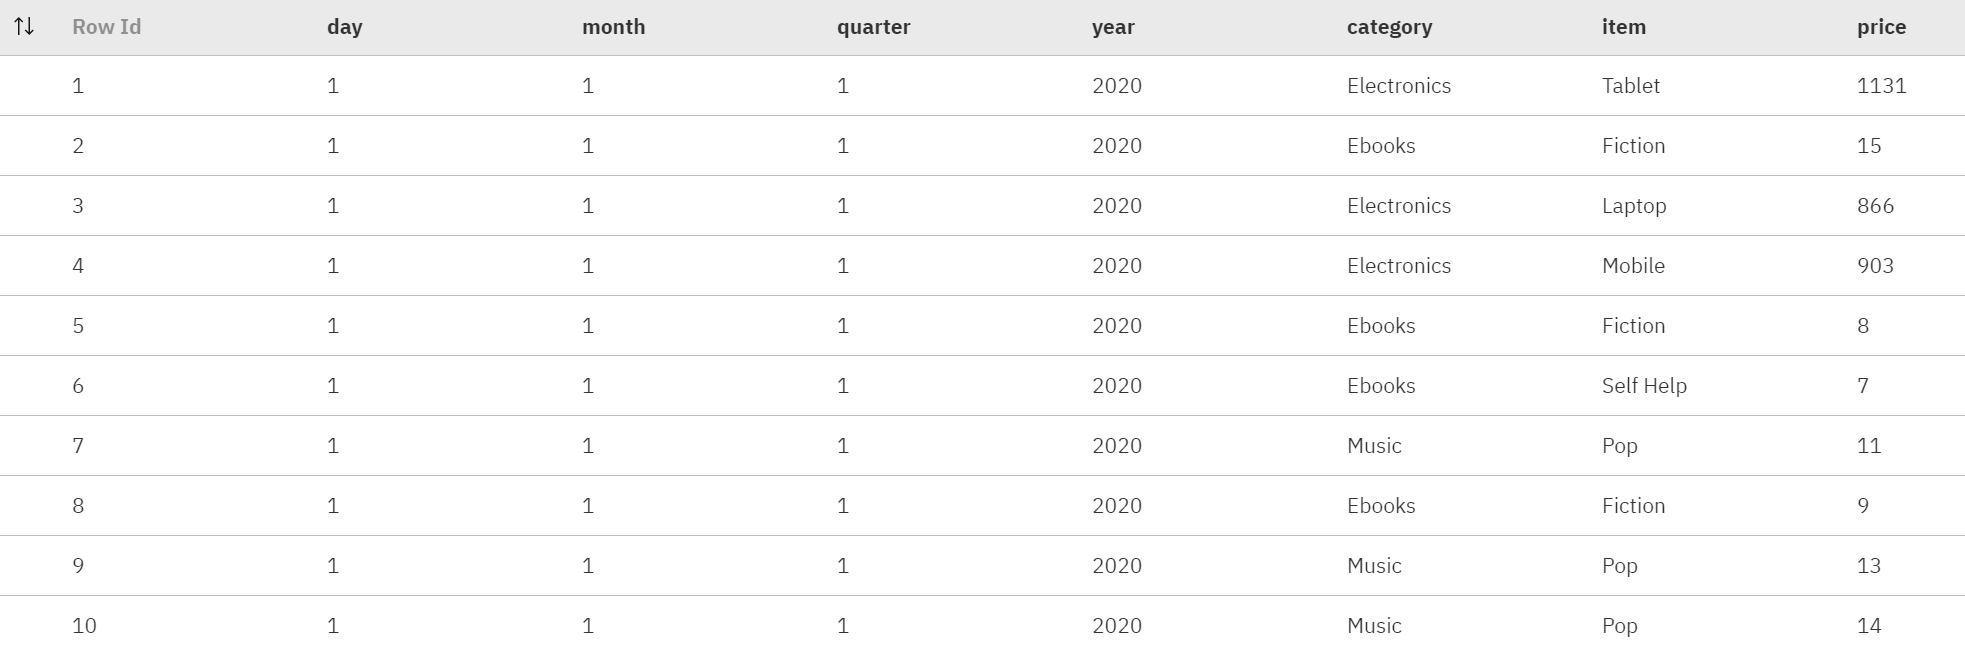 Row Id day month quarter year category item price
1 1 1 1 2020 Electronics Tablet 1131
2 1 1 1 2020 Ebooks Fiction 15
3 1 1 1 2020 Electronics Laptop 866
4 1 1 1 2020 Electronics Mobile 903
5 1 1 1 2020 Ebooks Fiction 8
6 1 1 1 2020 Ebooks Self Help 7
7 1 1 1 2020 Music Pop 11
8 1 1 1 2020 Ebooks Fiction 9
9 1 1 1 2020 Music Pop 13
10 1 1 1 2020 Music Pop 14